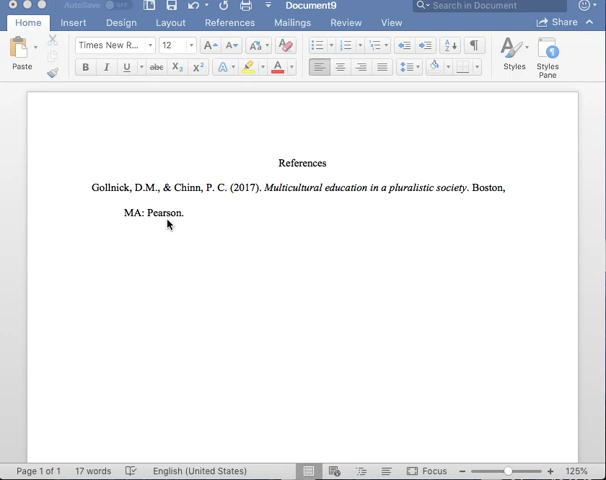 AutoSave OFF Document9 Search in Document
Home Insert Design Layout References Mailings Review View Share
Times New R... 12
Paste B I U abc X₂ X² A A Styles Styles Pane
References
Gollnick, D.M., & Chinn, P. C. (2017). Multicultural education in a pluralistic society. Boston,
MA: Pearson.
Page 1 of 1 17 words English (United States) Focus 125%